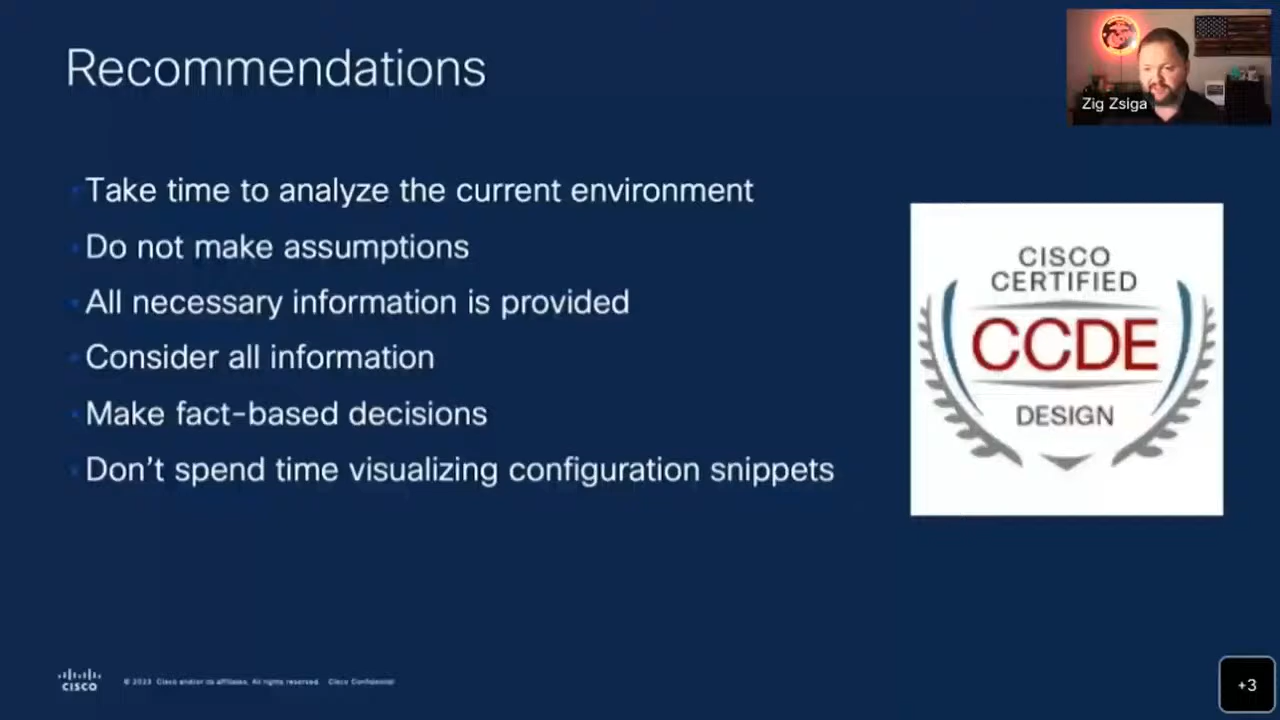 Recommendations
Zig Zsiga
Take time to analyze the current environment
Do not make assumptions
All necessary information is provided
Consider all information
Make fact-based decisions
Don't spend time visualizing configuration snippets
CISCO
CERTIFIED
CCDE
DESIGN
CISCO
© 2023 Cisco and/or its affiliates. All rights reserved. Cisco Confidential
+3